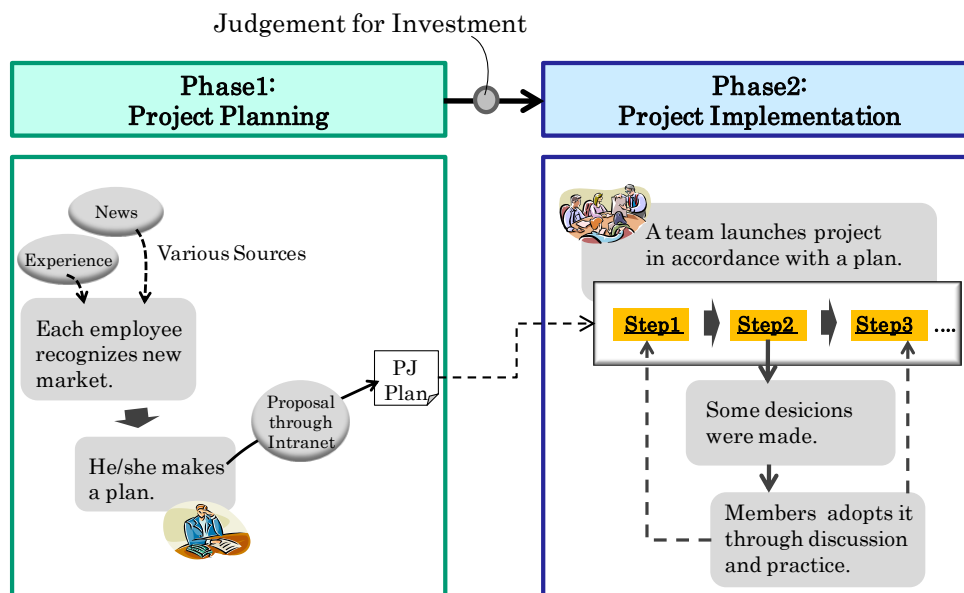 Judgement for Investment
Phase1:
Project Planning
Phase2:
Project Implementation
News
Experience
Various Sources
Each employee
recognizes new
market.
He/she makes
a plan.
Proposal
through
Intranet
PJ
Plan
A team launches project
in accordance with a plan.
Step1
Step2
Step3 ....
Some desicions
were made.
Members adopts it
through discussion
and practice.